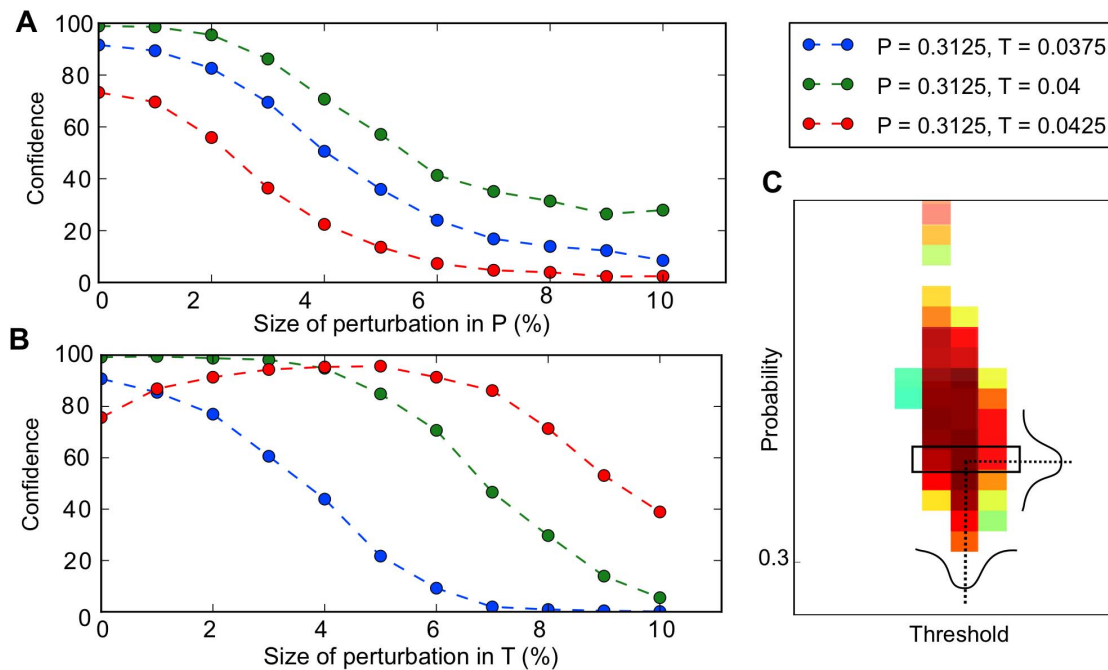 A
100
80
60
40
20
0
Confidence
0 2 4 6 8 10
Size of perturbation in P (%)
B
100
80
60
40
20
0
Confidence
0 2 4 6 8 10
Size of perturbation in T (%)
P = 0.3125, T = 0.0375
P = 0.3125, T = 0.04
P = 0.3125, T = 0.0425
C
Probability
0.3
Threshold